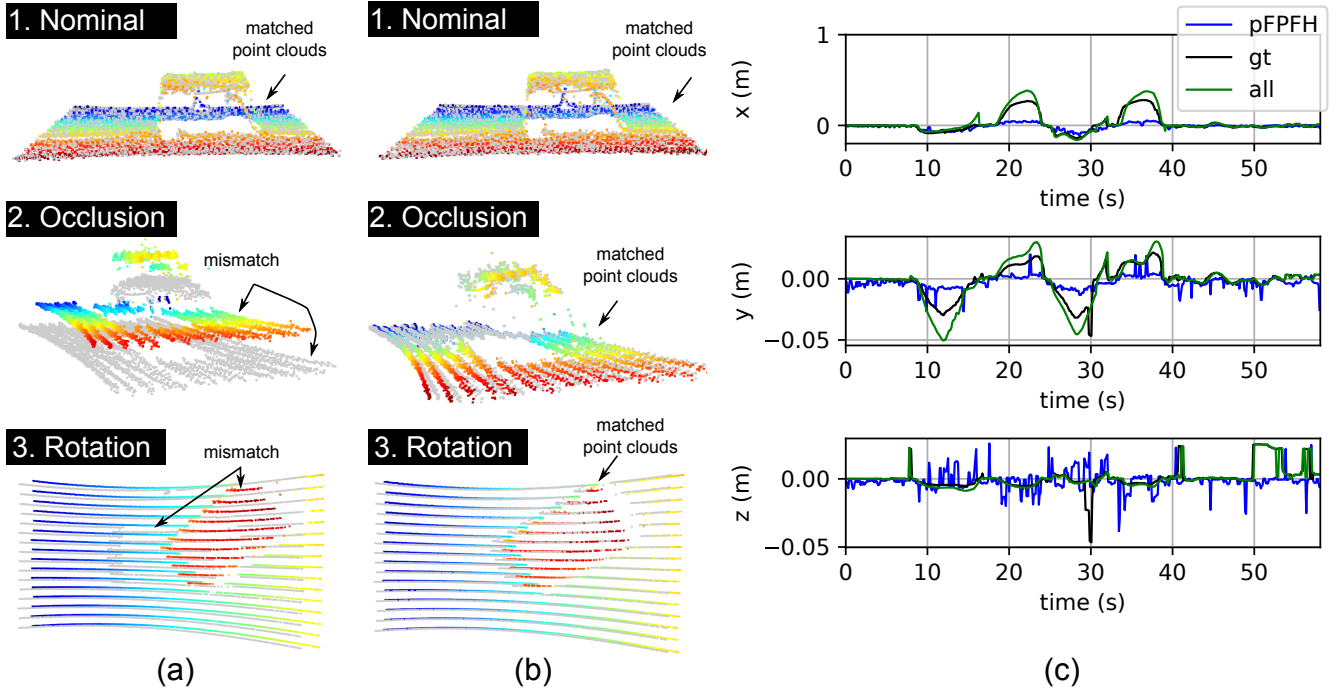 1. Nominal
matched
point clouds
2. Occlusion
mismatch
3. Rotation
mismatch
(a)
1. Nominal
matched
point clouds
2. Occlusion
matched
point clouds
3. Rotation
matched
point clouds
(b)
pFPFH
gt
all
x (m)
1
0
0 10 20 30 40 50
time (s)
y (m)
0.00
−0.05
0 10 20 30 40 50
time (s)
z (m)
0.00
−0.05
0 10 20 30 40 50
time (s)
(c)